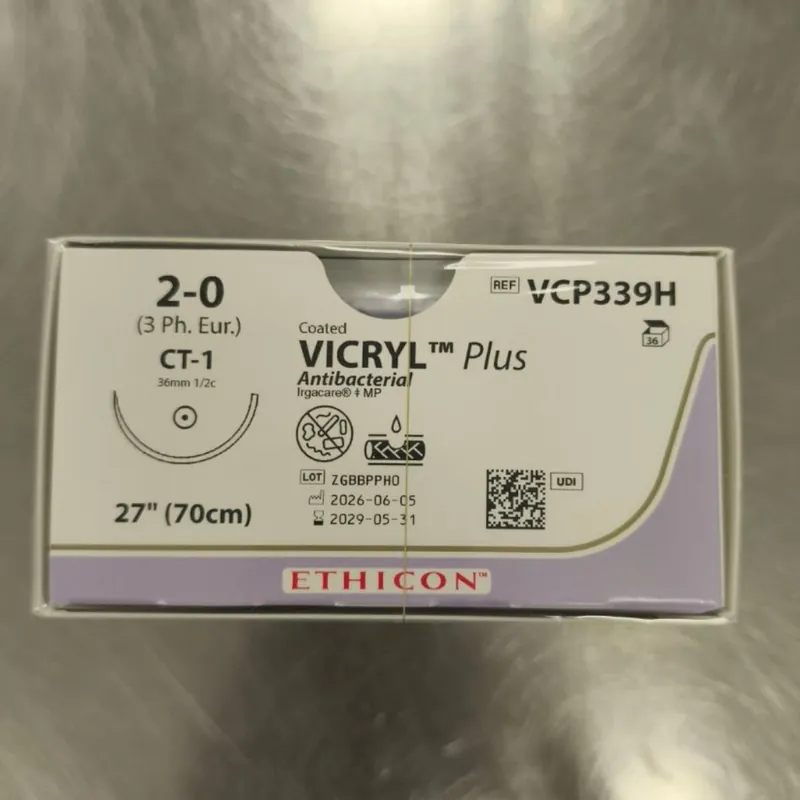 2-0
(3 Ph. Eur.)
CT-1
36mm 1/2c
27" (70cm)
REF VCP339H
36
Coated
VICRYL™ Plus
Antibacterial
Irgacare® ‡ MP
LOT ZGBBPPH0
2026-06-05
2029-05-31
UDI
ETHICON™